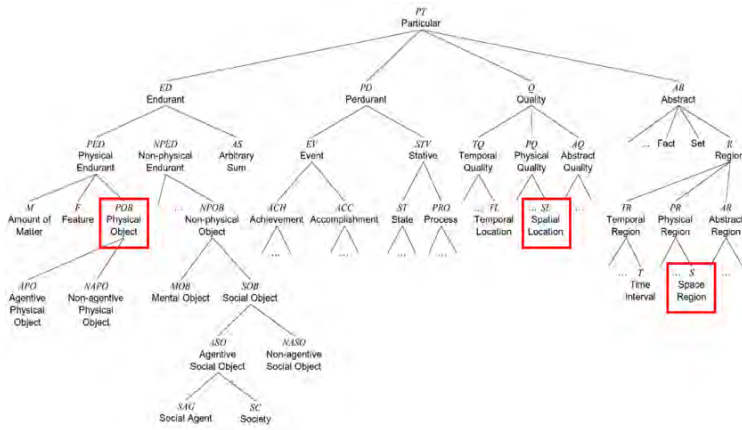 PT
Particular
ED
Endurant
PD
Perdurant
Q
Quality
AB
Abstract
PED
Physical
Endurant
NPED
Non-physical
Endurant
AS
Arbitrary
Sum
EV
Event
STV
Stative
TQ
Temporal
Quality
PQ
Physical
Quality
AQ
Abstract
Quality
... Fact Set
R
Region
M
Amount of
Matter
F
Feature
POB
Physical
Object
... NPOB
Non-physical
Object
ACH
Achievement
ACC
Accomplishment
ST
State
PRO
Process
... TL
Temporal
Location
... SL
Spatial
Location
...
TR
Temporal
Region
PR
Physical
Region
AR
Abstract
Region
... ... ... ...
APO
Agentive
Physical
Object
NAPO
Non-agentive
Physical
Object
MOB
Mental Object
SOB
Social Object
... T
Time
Interval
... S
Space
Region
...
ASO
Agentive
Social Object
NASO
Non-agentive
Social Object
SAG
Social Agent
SC
Society